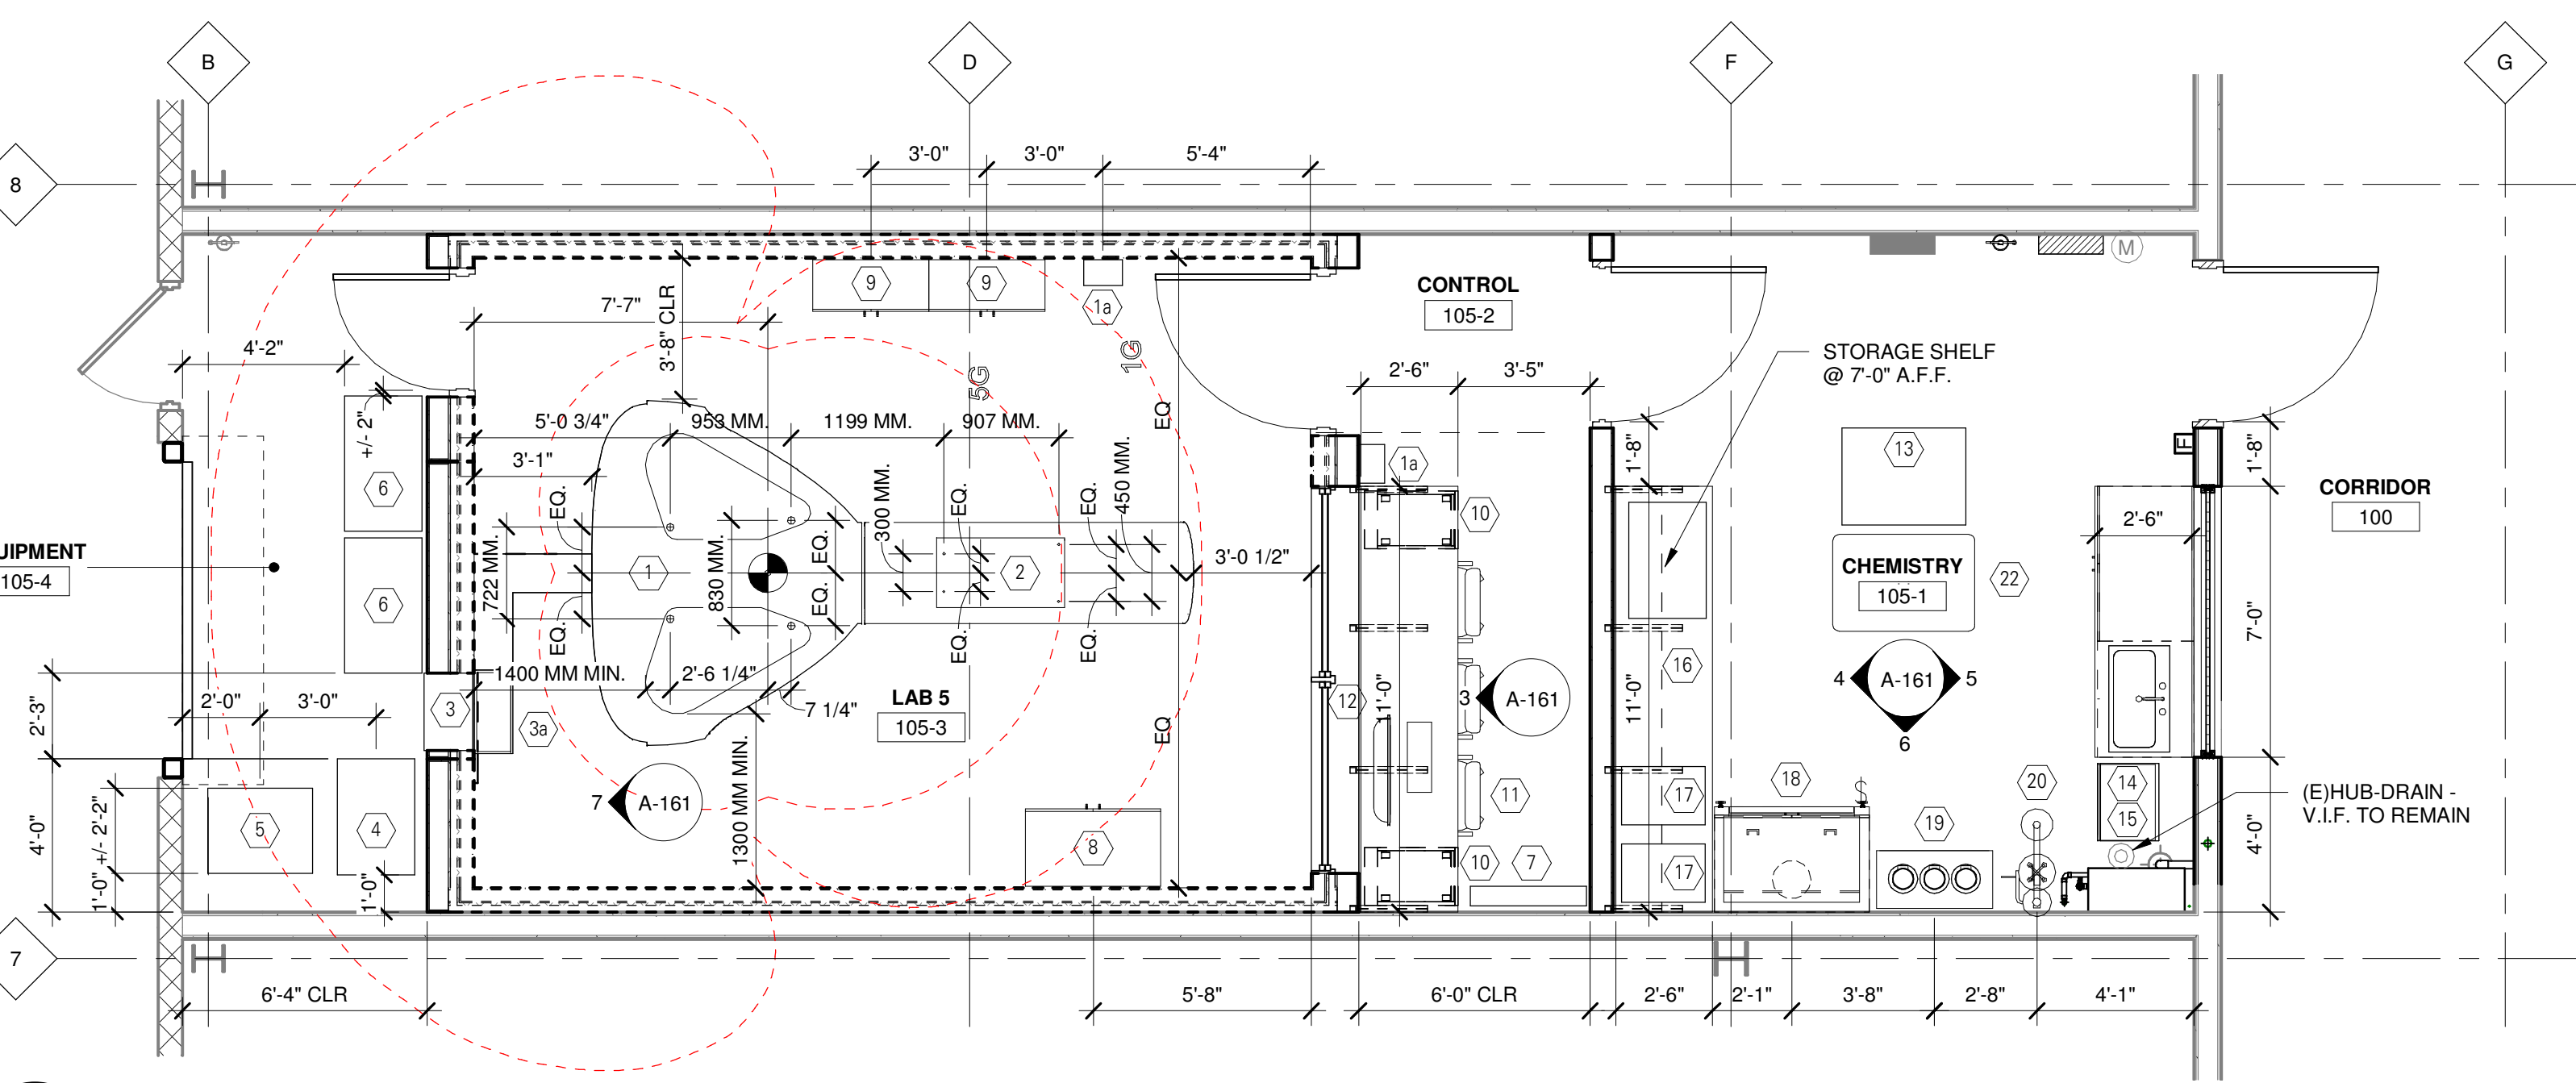 B
D
F
G
8
3'-0"
3'-0"
5'-4"
9
9
1a
M
CONTROL
105-2
7'-7"
3'-8" CLR
4'-2"
5G
1G
STORAGE SHELF
@ 7'-0" A.F.F.
2'-6"
3'-5"
+/- 2"
5'-0 3/4"
953 MM.
1199 MM.
907 MM.
EQ
3'-1"
1a
1'-8"
13
F
1'-8"
CORRIDOR
100
6
EQ.
300 MM.
EQ.
EQ.
450 MM.
10
2'-6"
UIPMENT
105-4
722 MM.
1
830 MM.
EQ.
EQ.
2
3'-0 1/2"
CHEMISTRY
105-1
22
6
EQ.
EQ.
EQ.
7'-0"
1400 MM MIN.
2'-6 1/4"
7 1/4"
16
4
A-161
5
6
2'-3"
2'-0"
3'-0"
3
3a
LAB 5
105-3
EQ
12
11'-0"
3
A-161
11'-0"
7
A-161
1300 MM MIN.
11
17
18
S
20
14
15
(E)HUB-DRAIN -
V.I.F. TO REMAIN
4'-0"
1'-0" +/- 2'-2"
5
4
1'-0"
8
10
7
17
19
4'-0"
7
6'-4" CLR
5'-8"
6'-0" CLR
2'-6"
2'-1"
3'-8"
2'-8"
4'-1"